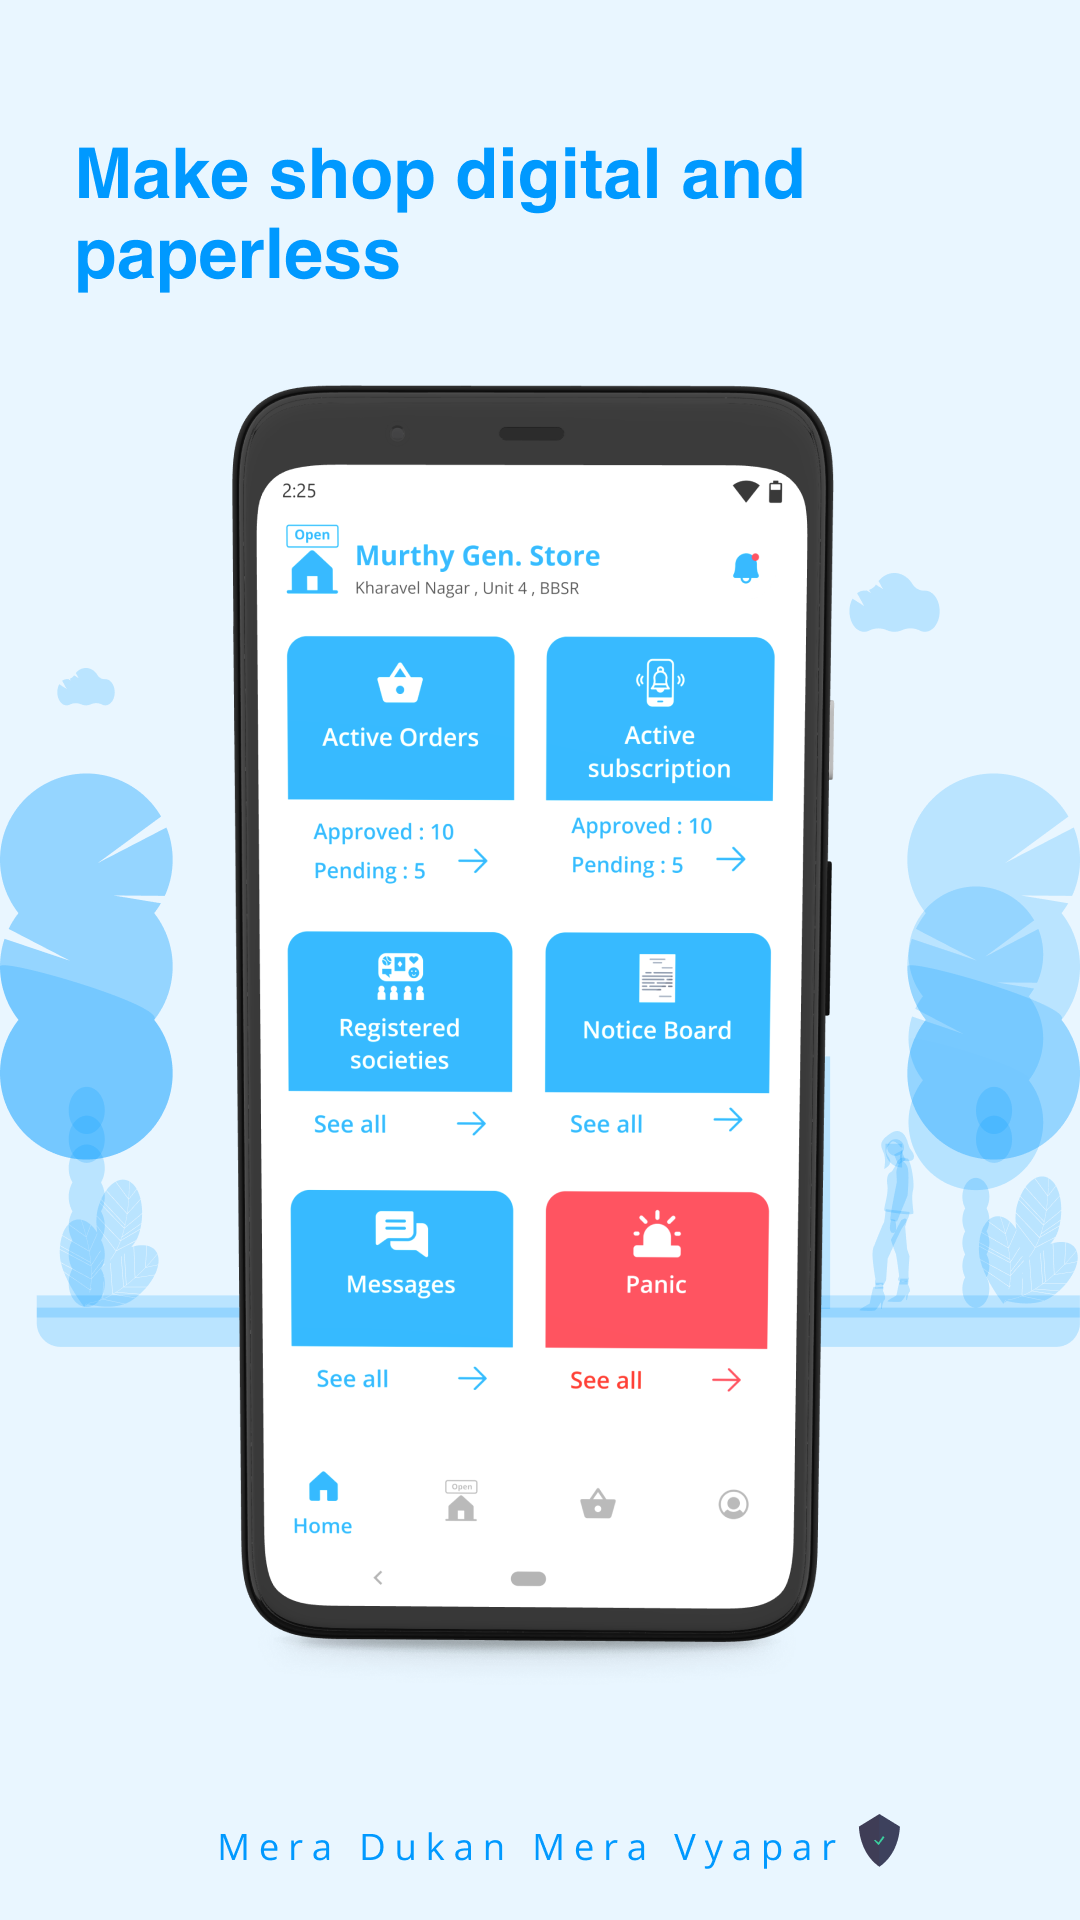 Make shop digital and
paperless
2:25
Open
Murthy Gen. Store
Kharavel Nagar , Unit 4 , BBSR
Active Orders
Approved : 10
Pending : 5
Active
subscription
Approved : 10
Pending : 5
Registered
societies
See all
Notice Board
See all
Messages
See all
Panic
See all
Home
Open
Mera Dukan Mera Vyapar